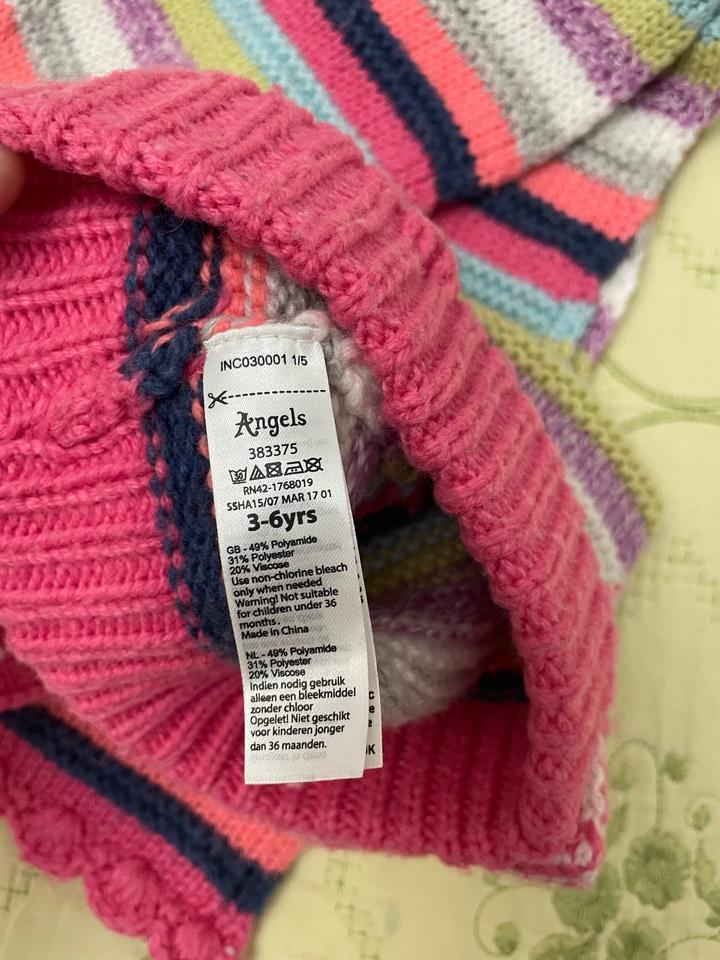 INC030001 1/5
Angels
383375
30
RN42-1768019
SSHA15/07 MAR 17 01
3-6yrs
GB - 49% Polyamide
31% Polyester
20% Viscose
Use non-chlorine bleach
only when needed
Warning! Not suitable
for children under 36
months.
Made in China
NL - 49% Polyamide
31% Polyester
20% Viscose
Indien nodig gebruik
alleen een bleekmiddel
zonder chloor
Opgelet! Niet geschikt
voor kinderen jonger
dan 36 maanden.